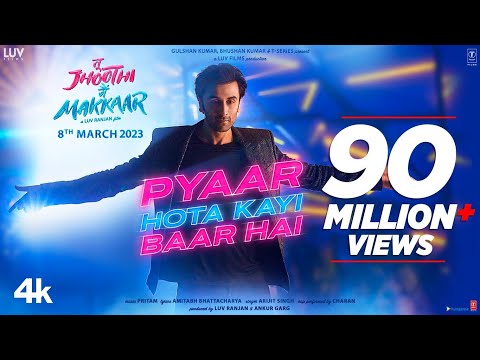 LUV
FILMS
GULSHAN KUMAR, BHUSHAN KUMAR & T-SERIES present
a LUV FILMS production
T-SERIES
तू
JHOOTHI
मैं
MAKKAAR
a LUV RANJAN film
8TH MARCH 2023
PYAAR
HOTA KAYI
BAAR HAI
90
MILLION+
VIEWS
4k
music PRITAM lyrics AMITABH BHATTACHARYA singer ARIJIT SINGH
CHARAN
produced by LUV RANJAN & ANKUR GARG